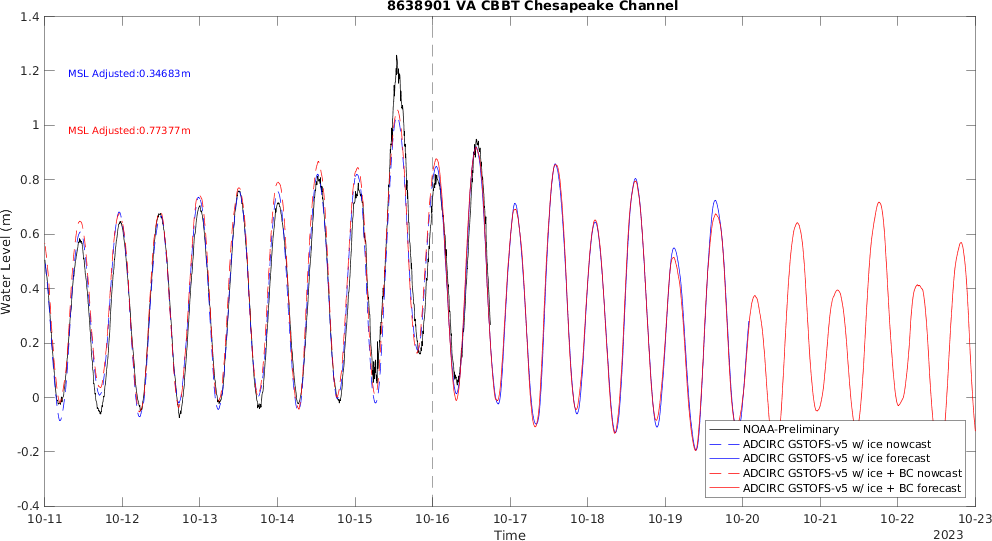 8638901 VA CBBT Chesapeake Channel
1.4
1.2
1
0.8
0.6
0.4
0.2
0
-0.2
-0.4
Water Level (m)
MSL Adjusted:0.34683m
MSL Adjusted:0.77377m
NOAA-Preliminary
ADCIRC GSTOFS-v5 w/ ice nowcast
ADCIRC GSTOFS-v5 w/ ice forecast
ADCIRC GSTOFS-v5 w/ ice + BC nowcast
ADCIRC GSTOFS-v5 w/ ice + BC forecast
10-11 10-12 10-13 10-14 10-15 10-16 10-17 10-18 10-19 10-20 10-21 10-22 10-23
Time
2023